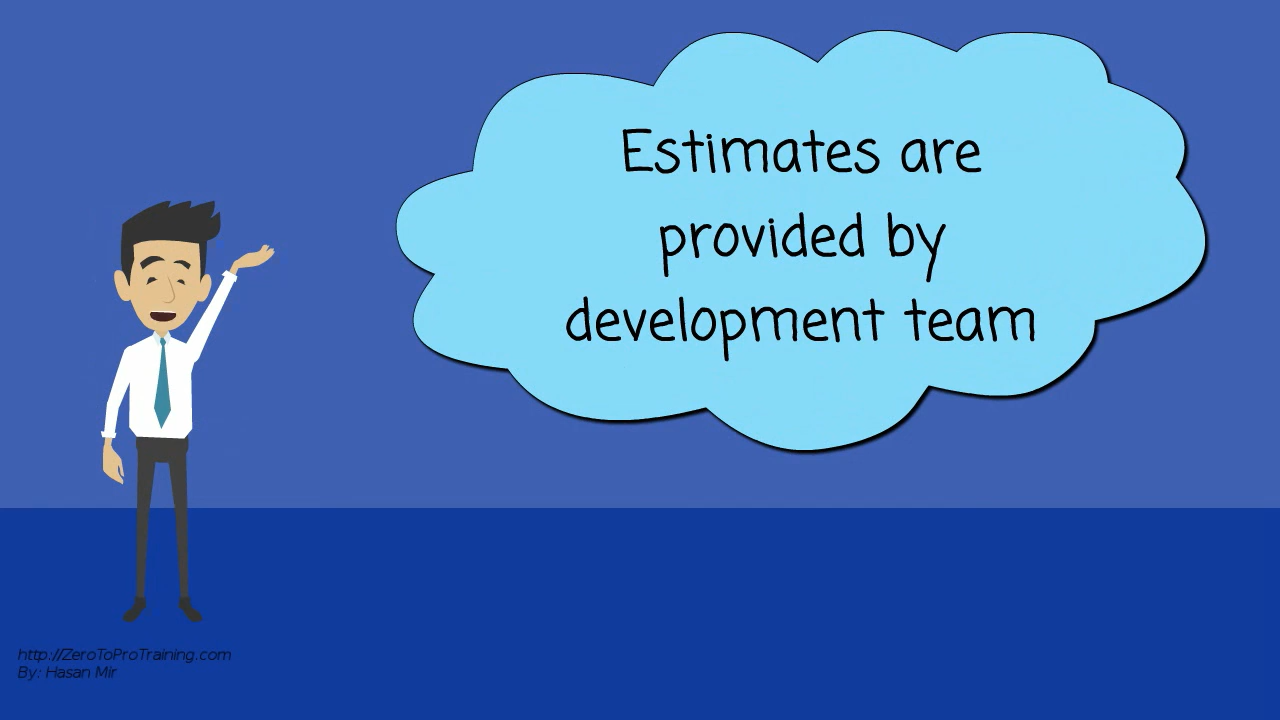 Estimates are
provided by
development team
http://ZeroToProTraining.com
By: Hasan Mir